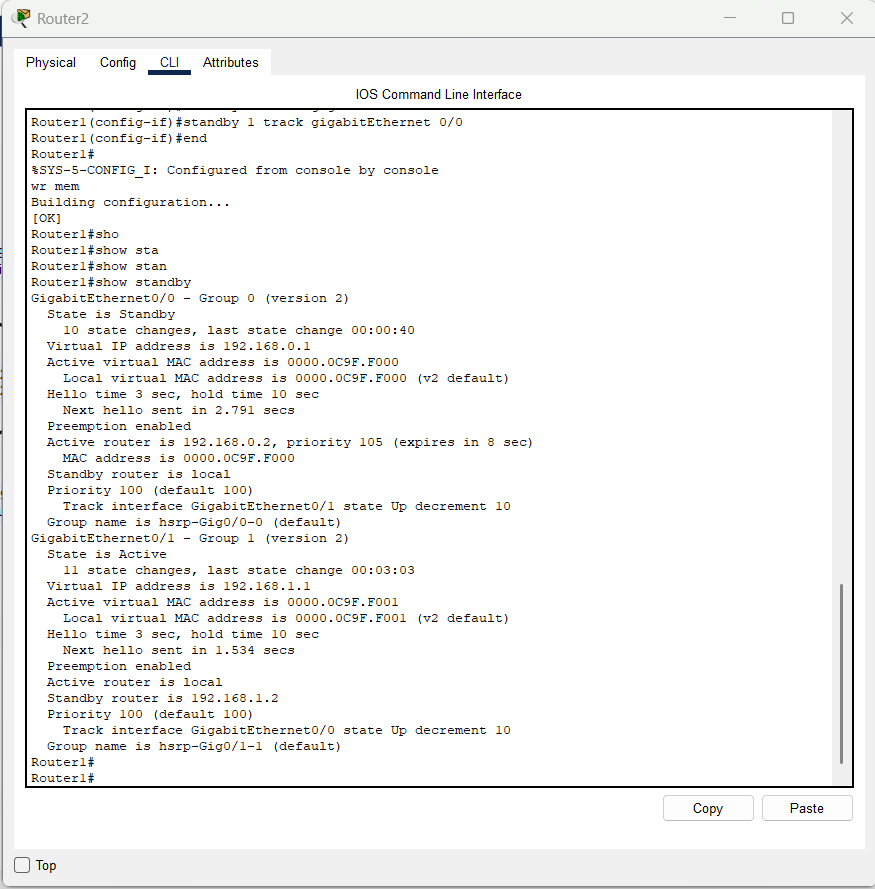 Router2
Physical Config CLI Attributes
IOS Command Line Interface
Router1(config-if)#standby 1 track gigabitEthernet 0/0
Router1(config-if)#end
Router1#
%SYS-5-CONFIG_I: Configured from console by console
wr mem
Building configuration...
[OK]
Router1#sho
Router1#show sta
Router1#show stan
Router1#show standby
GigabitEthernet0/0 - Group 0 (version 2)
  State is Standby
    10 state changes, last state change 00:00:40
  Virtual IP address is 192.168.0.1
  Active virtual MAC address is 0000.0C9F.F000
    Local virtual MAC address is 0000.0C9F.F000 (v2 default)
  Hello time 3 sec, hold time 10 sec
    Next hello sent in 2.791 secs
  Preemption enabled
  Active router is 192.168.0.2, priority 105 (expires in 8 sec)
    MAC address is 0000.0C9F.F000
  Standby router is local
  Priority 100 (default 100)
    Track interface GigabitEthernet0/1 state Up decrement 10
  Group name is hsrp-Gig0/0-0 (default)
GigabitEthernet0/1 - Group 1 (version 2)
  State is Active
    11 state changes, last state change 00:03:03
  Virtual IP address is 192.168.1.1
  Active virtual MAC address is 0000.0C9F.F001
    Local virtual MAC address is 0000.0C9F.F001 (v2 default)
  Hello time 3 sec, hold time 10 sec
    Next hello sent in 1.534 secs
  Preemption enabled
  Active router is local
  Standby router is 192.168.1.2
  Priority 100 (default 100)
    Track interface GigabitEthernet0/0 state Up decrement 10
  Group name is hsrp-Gig0/1-1 (default)
Router1#
Router1#
Copy Paste
Top